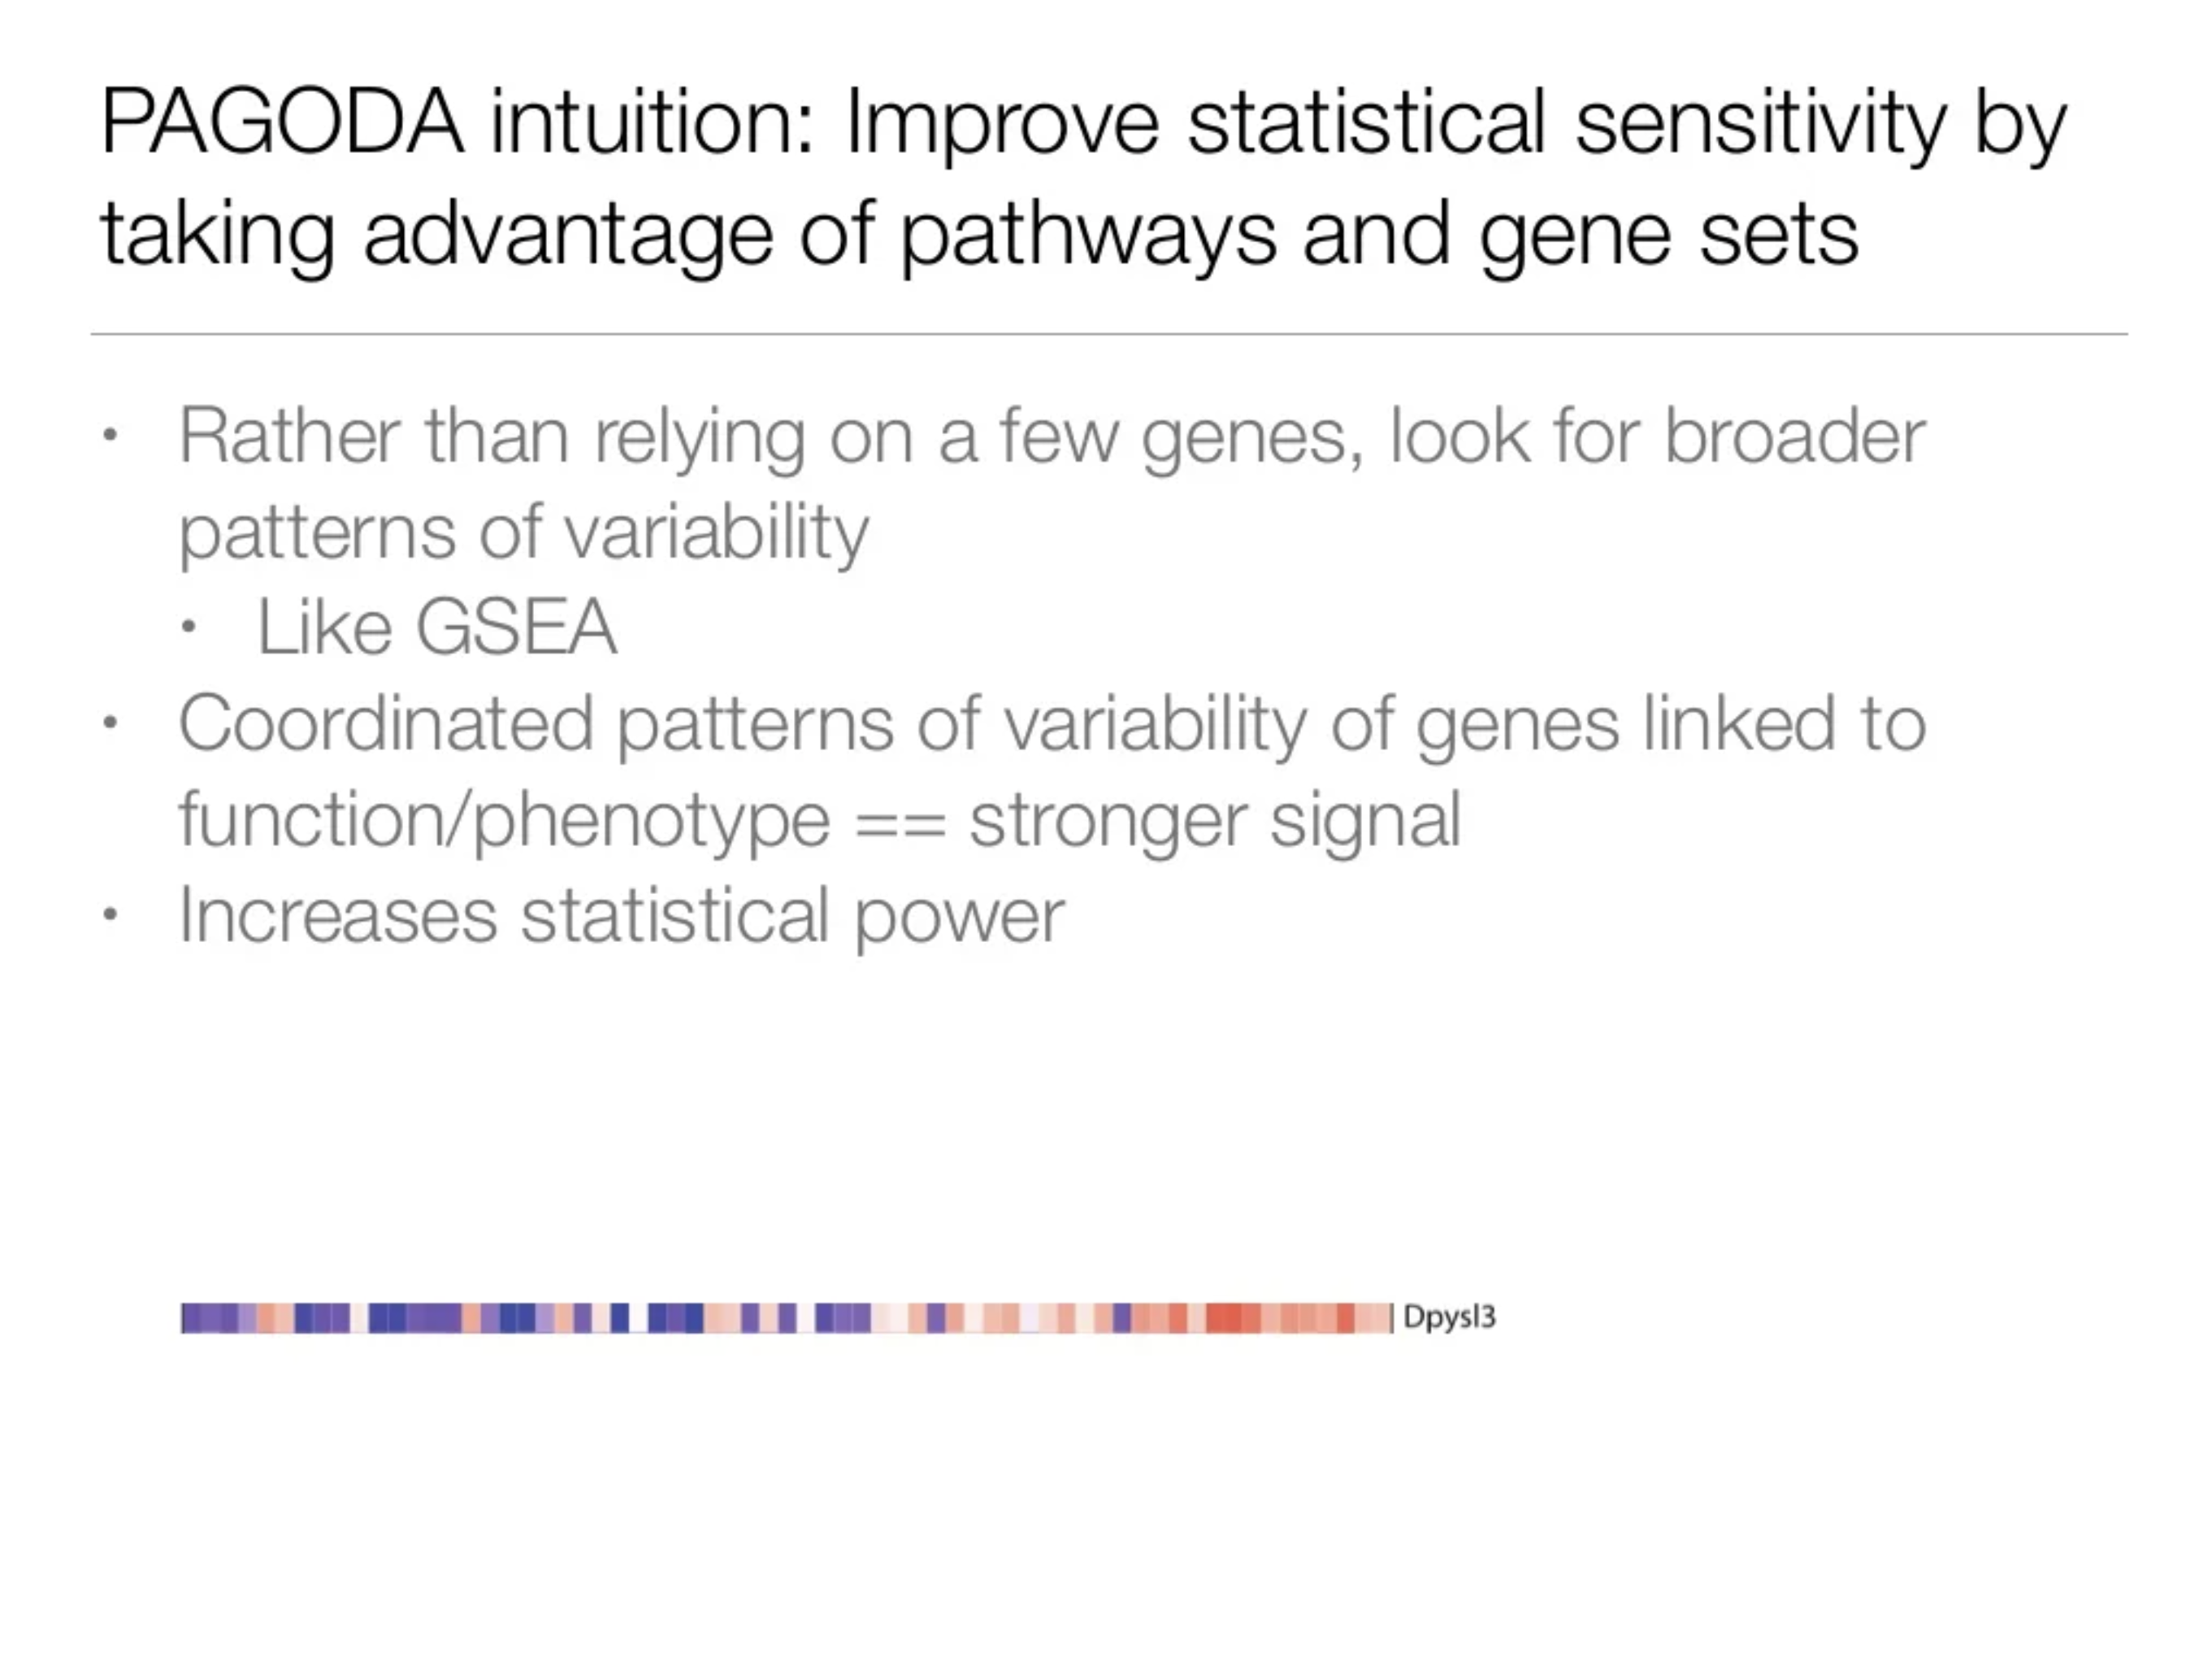 PAGODA intuition: Improve statistical sensitivity by
taking advantage of pathways and gene sets
• Rather than relying on a few genes, look for broader
patterns of variability
• Like GSEA
• Coordinated patterns of variability of genes linked to
function/phenotype == stronger signal
• Increases statistical power
Dpysl3